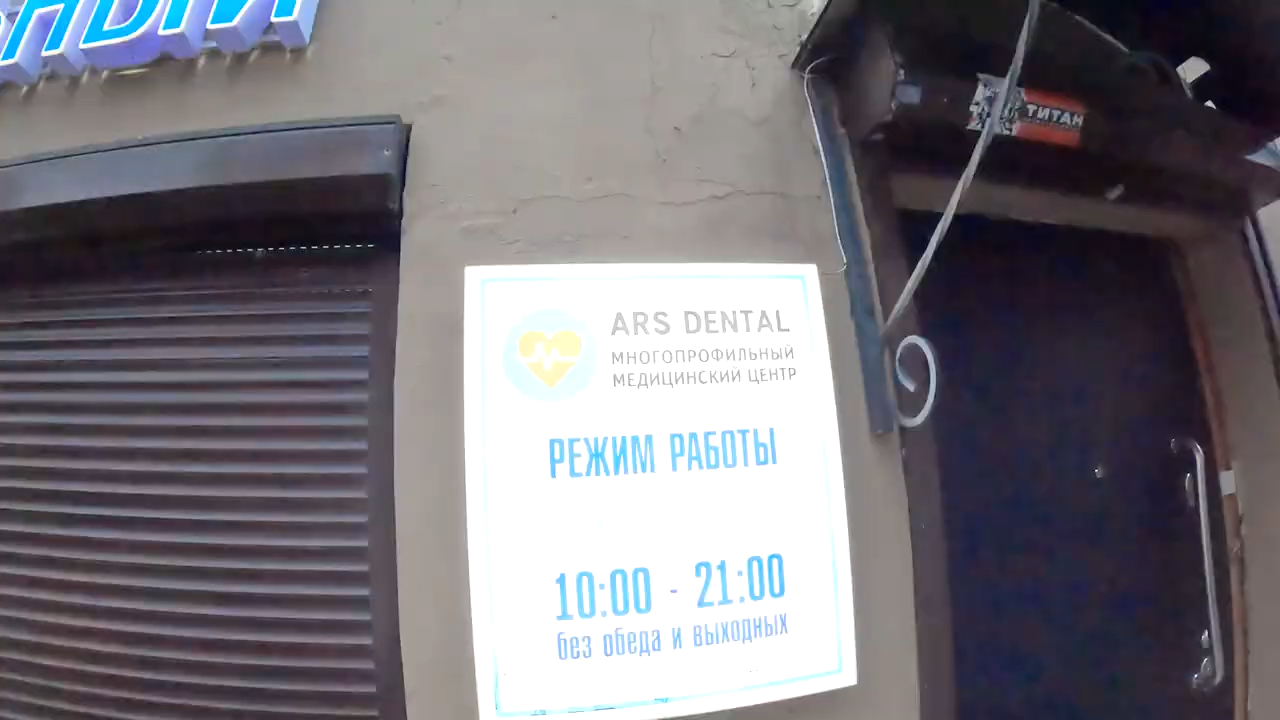 ТИТАН
ARS DENTAL
МНОГОПРОФИЛЬНЫЙ
МЕДИЦИНСКИЙ ЦЕНТР
РЕЖИМ РАБОТЫ
10:00 - 21:00
без обеда и выходных